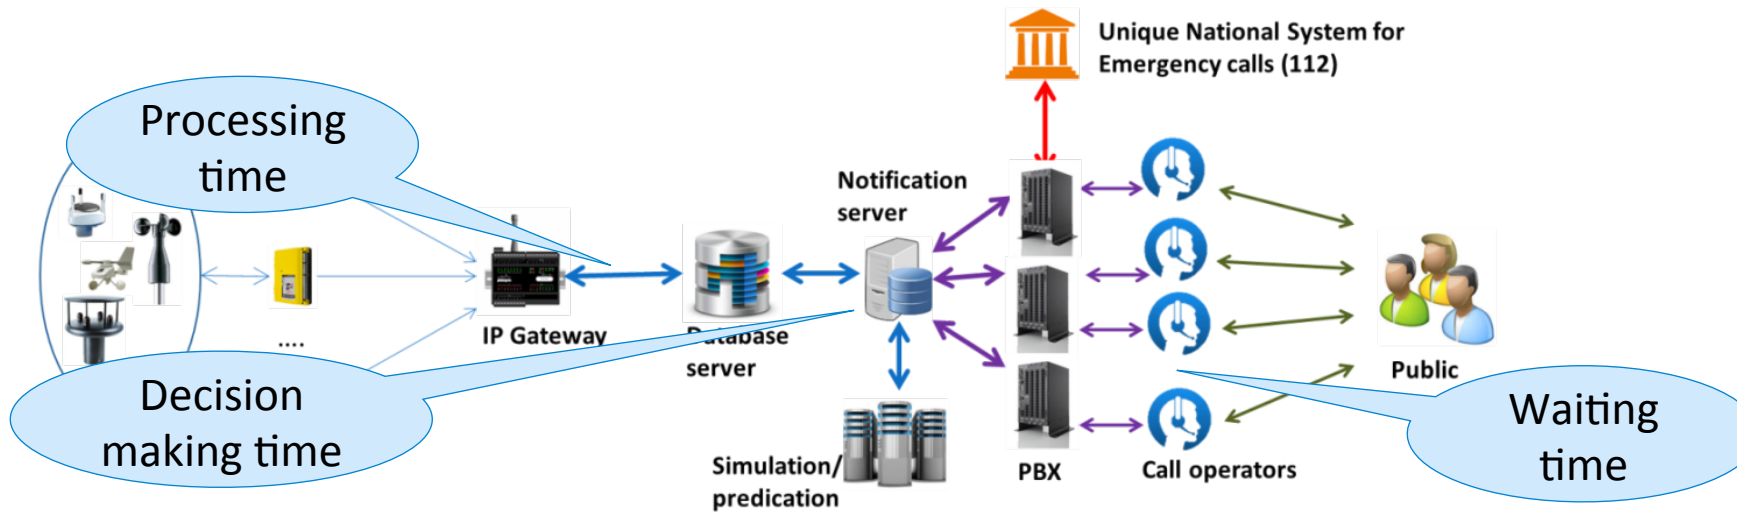 Unique National System for
Emergency calls (112)
Processing
time
Notification
server
....
IP Gateway
Database
server
Decision
making time
Simulation/
predication
PBX
Call operators
Public
Waiting
time